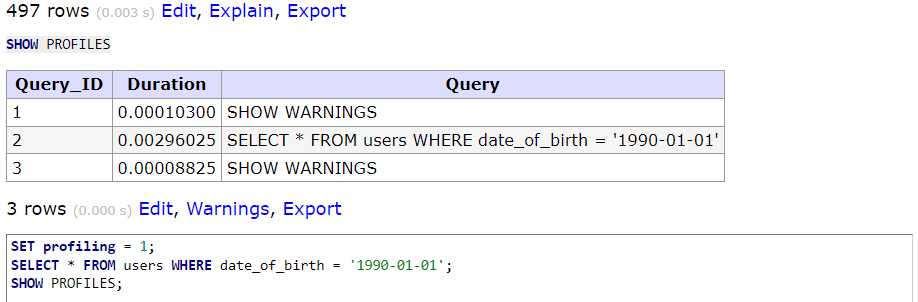 497 rows (0.003 s) Edit, Explain, Export
SHOW PROFILES
Query_ID Duration Query
1 0.00010300 SHOW WARNINGS
2 0.00296025 SELECT * FROM users WHERE date_of_birth = '1990-01-01'
3 0.00008825 SHOW WARNINGS
3 rows (0.000 s) Edit, Warnings, Export
SET profiling = 1;
SELECT * FROM users WHERE date_of_birth = '1990-01-01';
SHOW PROFILES;